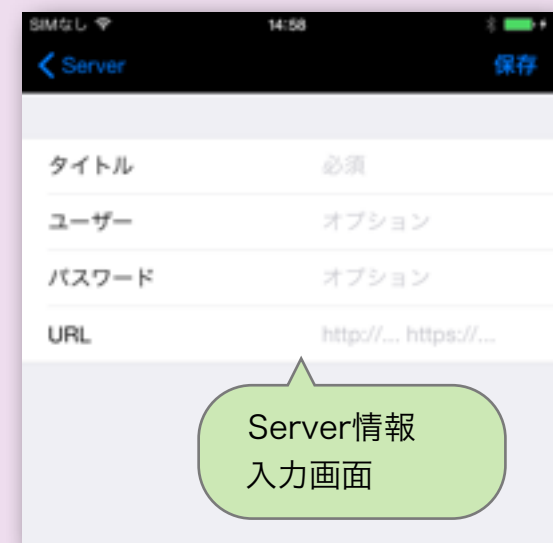 SIMなし 14:58
Server 保存
タイトル 必須
ユーザー オプション
パスワード オプション
URL http://... https://...
Server情報
入力画面